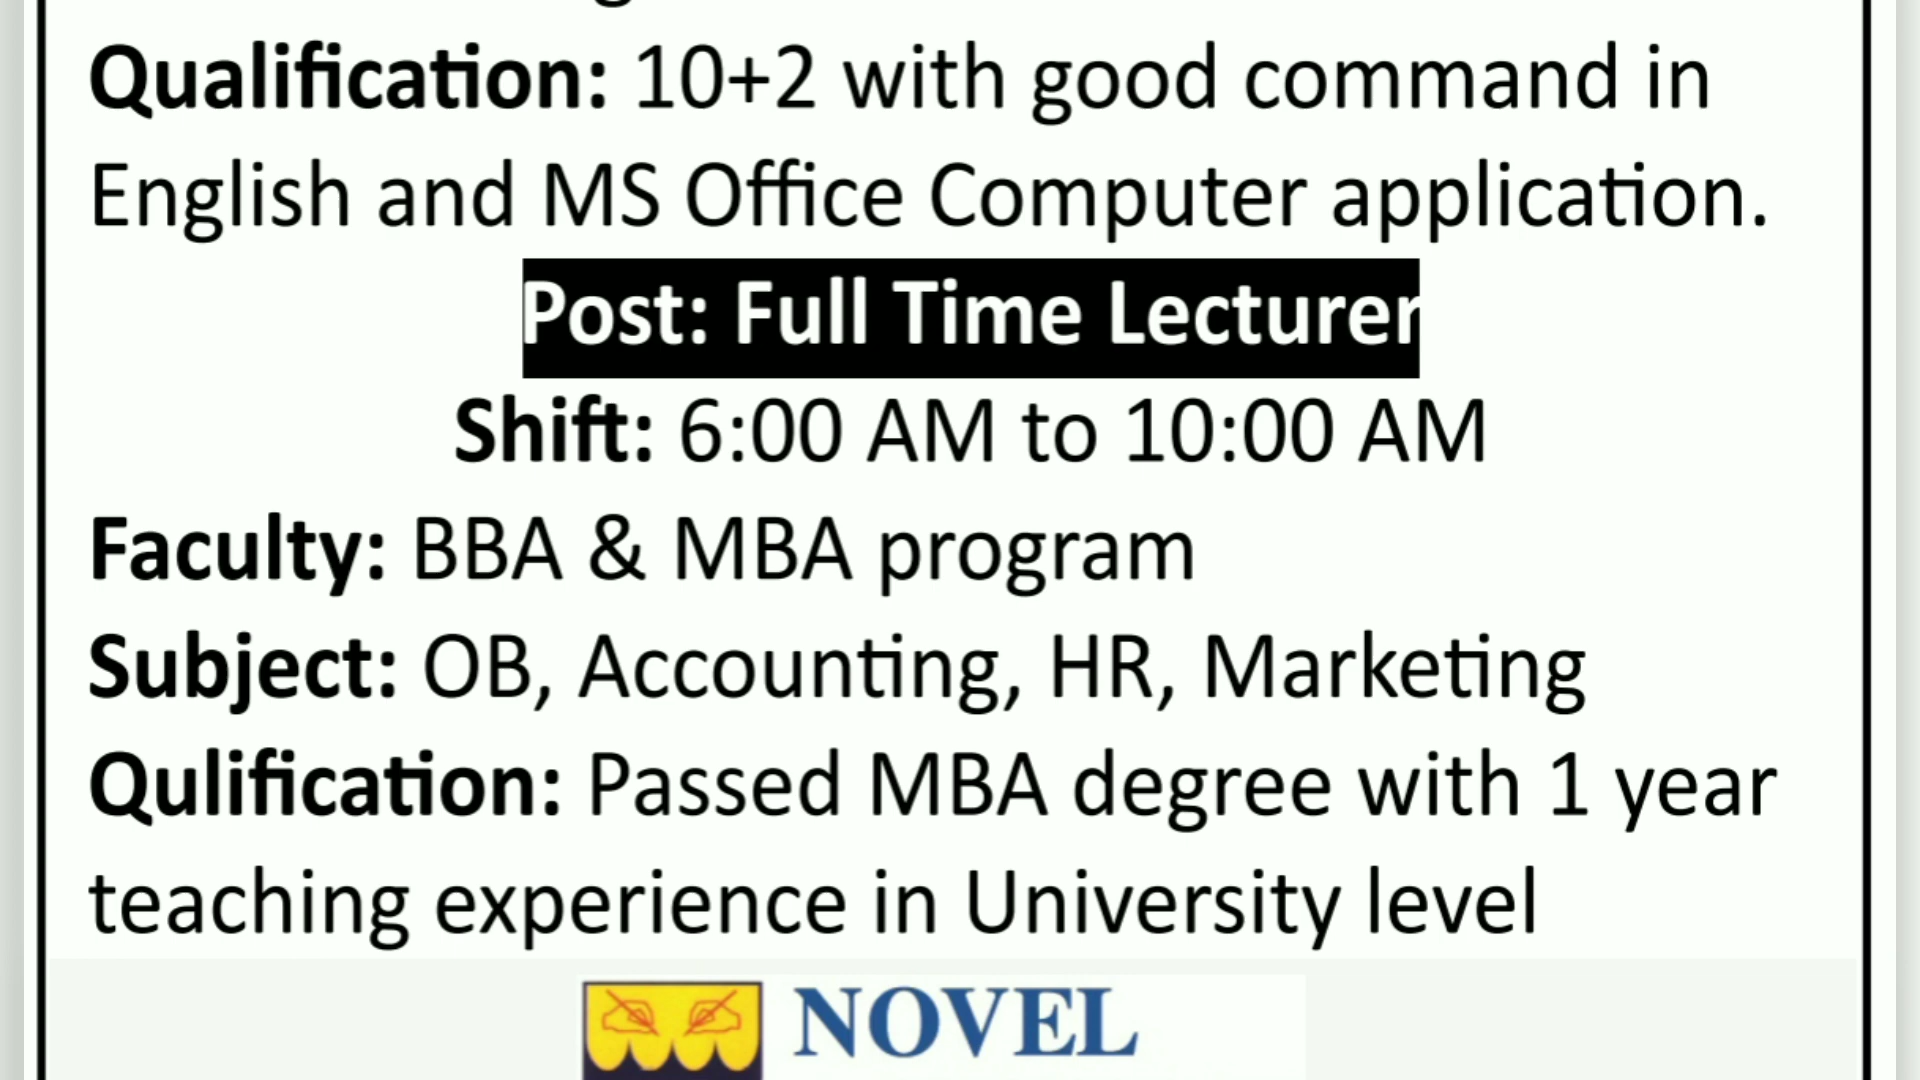 Qualification: 10+2 with good command in
English and MS Office Computer application.
Post: Full Time Lecturer
Shift: 6:00 AM to 10:00 AM
Faculty: BBA & MBA program
Subject: OB, Accounting, HR, Marketing
Qulification: Passed MBA degree with 1 year
teaching experience in University level
NOVEL